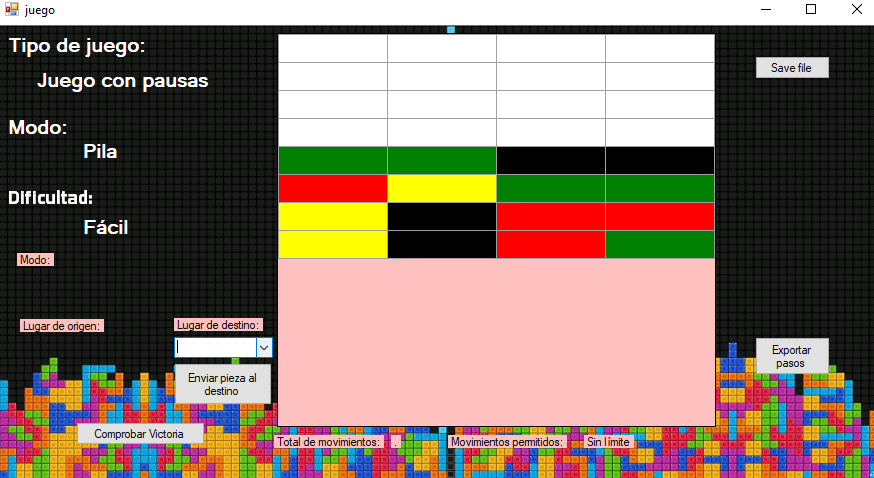 juego
Tipo de juego:
Juego con pausas
Save file
Modo:
Pila
Dificultad:
Fácil
Modo:
Lugar de origen:
Lugar de destino:
Enviar pieza al
destino
Exportar
pasos
Comprobar Victoria
Total de movimientos: .
Movimientos permitidos: Sin límite